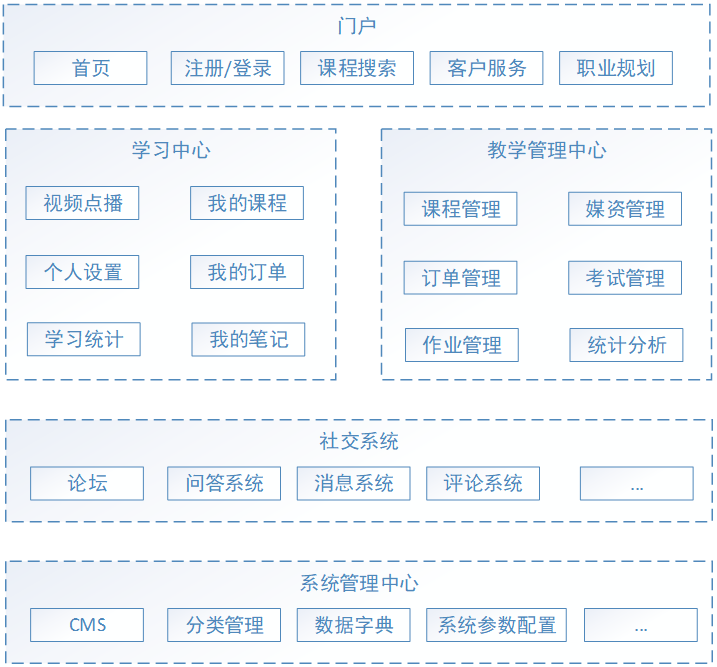 门户
首页 注册/登录 课程搜索 客户服务 职业规划
学习中心
视频点播 我的课程
个人设置 我的订单
学习统计 我的笔记
教学管理中心
课程管理 媒资管理
订单管理 考试管理
作业管理 统计分析
社交系统
论坛 问答系统 消息系统 评论系统 ...
系统管理中心
CMS 分类管理 数据字典 系统参数配置 ...